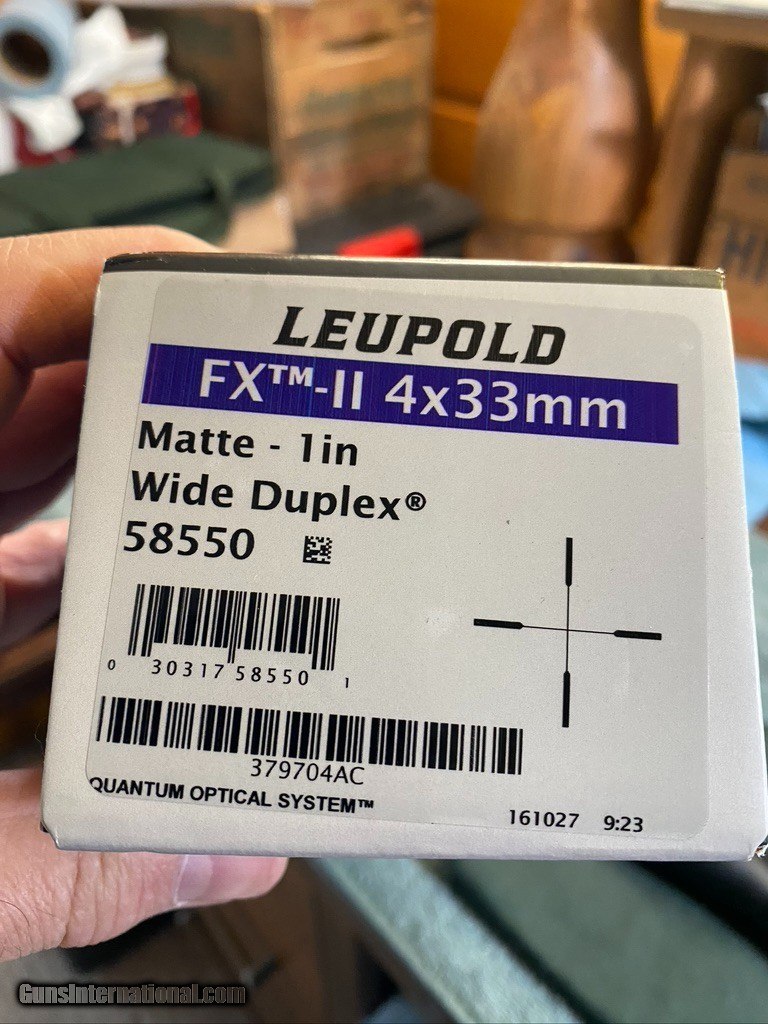 LEUPOLD
FX™-II 4x33mm
Matte - 1in
Wide Duplex®
58550
0 30317 58550 1
379704AC
QUANTUM OPTICAL SYSTEM™
161027 9:23
GunsInternational.com